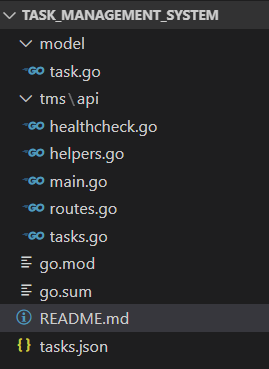 TASK_MANAGEMENT_SYSTEM
model
GO task.go
tms\api
GO healthcheck.go
GO helpers.go
GO main.go
GO routes.go
GO tasks.go
go.mod
go.sum
README.md
{} tasks.json